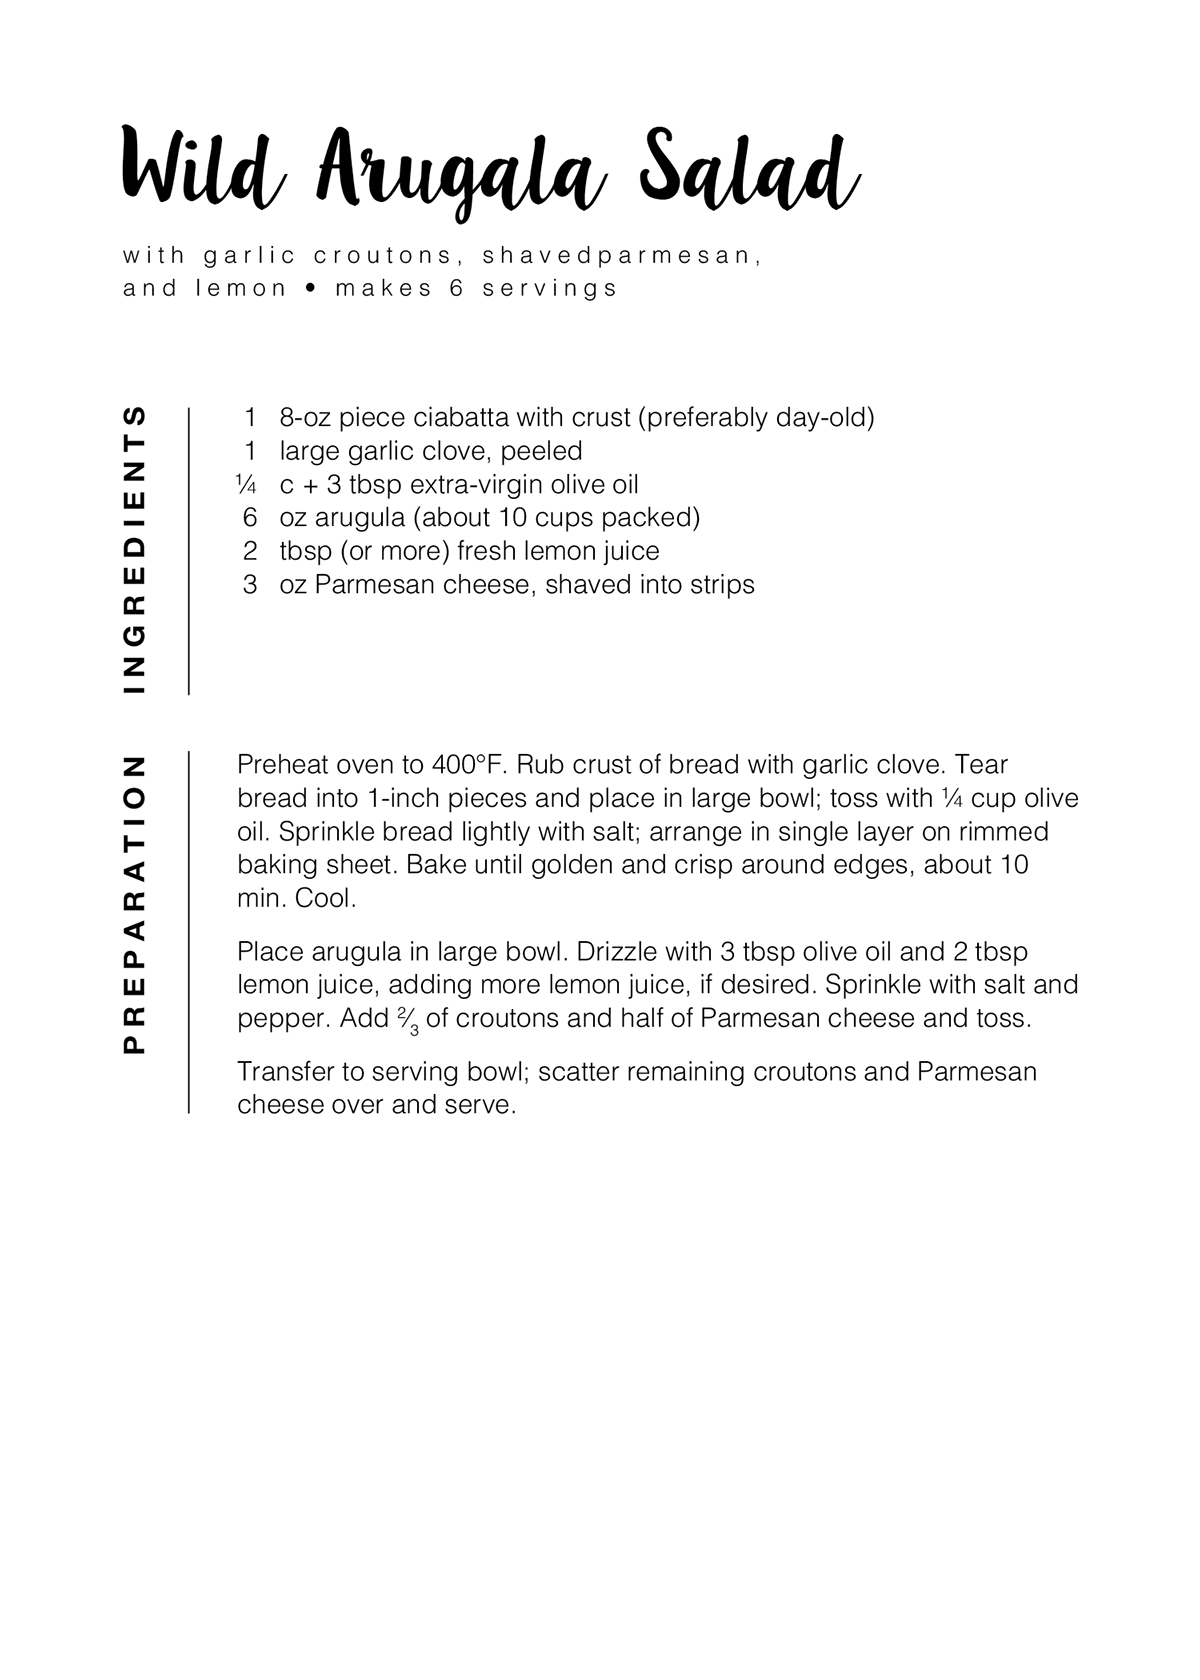 Wild Arugala Salad
with garlic croutons, shavedparmesan,
and lemon • makes 6 servings
INGREDIENTS
1 8-oz piece ciabatta with crust (preferably day-old)
1 large garlic clove, peeled
¼ c + 3 tbsp extra-virgin olive oil
6 oz arugula (about 10 cups packed)
2 tbsp (or more) fresh lemon juice
3 oz Parmesan cheese, shaved into strips
PREPARATION
Preheat oven to 400°F. Rub crust of bread with garlic clove. Tear
bread into 1-inch pieces and place in large bowl; toss with ¼ cup olive
oil. Sprinkle bread lightly with salt; arrange in single layer on rimmed
baking sheet. Bake until golden and crisp around edges, about 10
min. Cool.
Place arugula in large bowl. Drizzle with 3 tbsp olive oil and 2 tbsp
lemon juice, adding more lemon juice, if desired. Sprinkle with salt and
pepper. Add ⅔ of croutons and half of Parmesan cheese and toss.
Transfer to serving bowl; scatter remaining croutons and Parmesan
cheese over and serve.